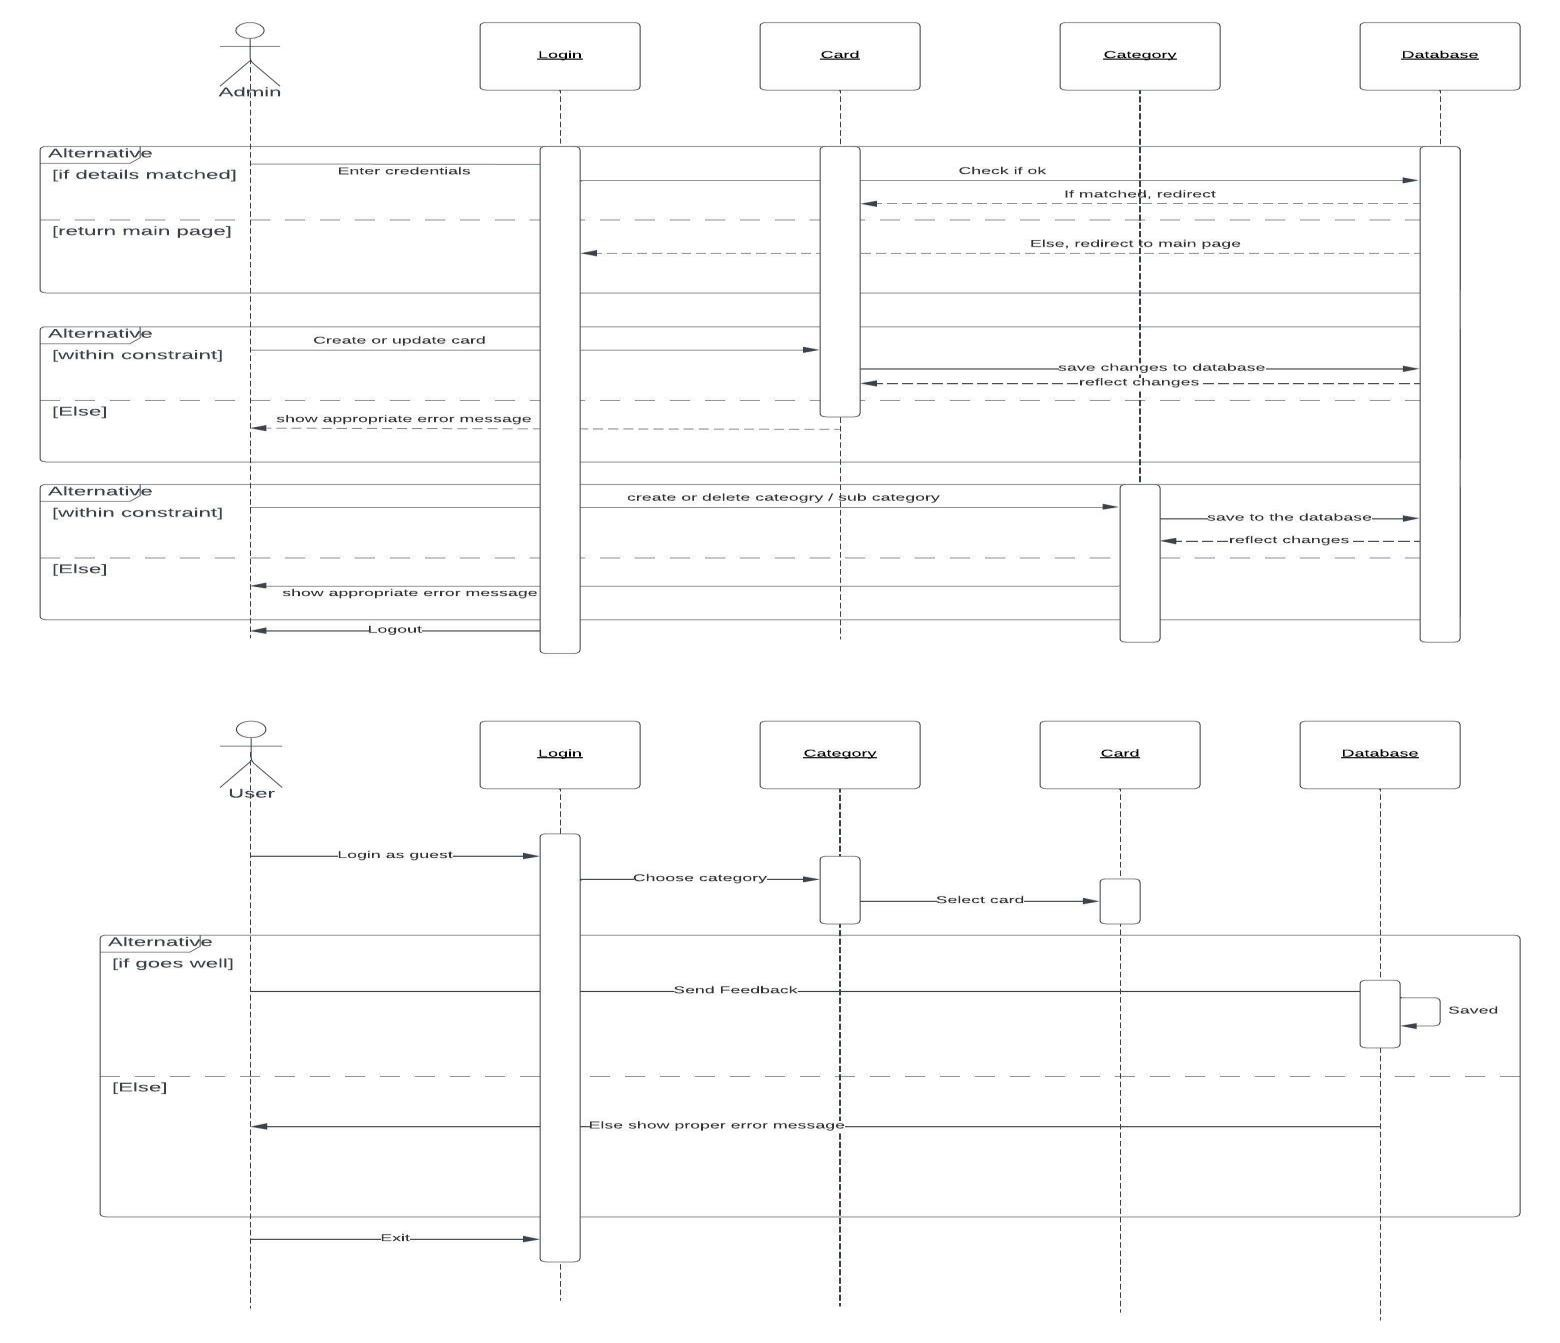 Admin
Login
Card
Category
Database
Alternative
[if details matched]
Enter credentials
Check if ok
If matched, redirect
[return main page]
Else, redirect to main page
Alternative
[within constraint]
Create or update card
save changes to database
reflect changes
[Else]
show appropriate error message
Alternative
[within constraint]
create or delete cateogry / sub category
save to the database
reflect changes
[Else]
show appropriate error message
Logout
User
Login
Category
Card
Database
Login as guest
Choose category
Select card
Alternative
[if goes well]
Send Feedback
Saved
[Else]
Else show proper error message
Exit